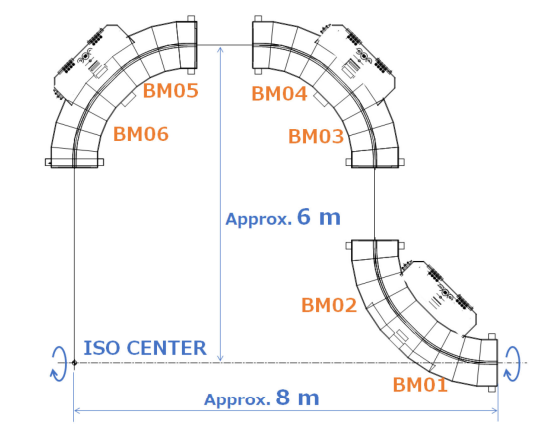 BM05
BM04
BM06
BM03
Approx. 6 m
BM02
ISO CENTER
BM01
Approx. 8 m